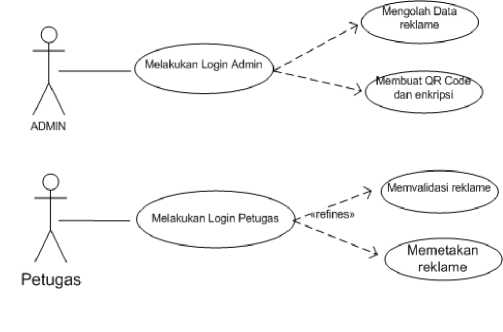 Mengolah Data
reklame
Melakukan Login Admin
Membuat QR Code
dan enkripsi
ADMIN
Memvalidasi reklame
Melakukan Login Petugas
«refines»
Memetakan
reklame
Petugas